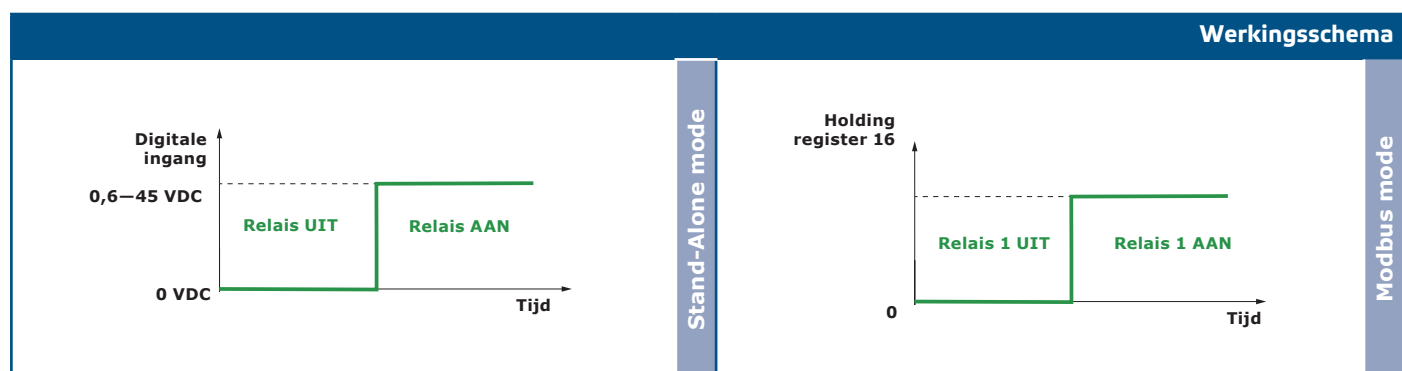 Werkingsschema
Digitale
ingang
0,6—45 VDC
Relais UIT
Relais AAN
0 VDC
Tijd
Stand-Alone mode
Holding
register 16
Relais 1 UIT
Relais 1 AAN
0
Tijd
Modbus mode